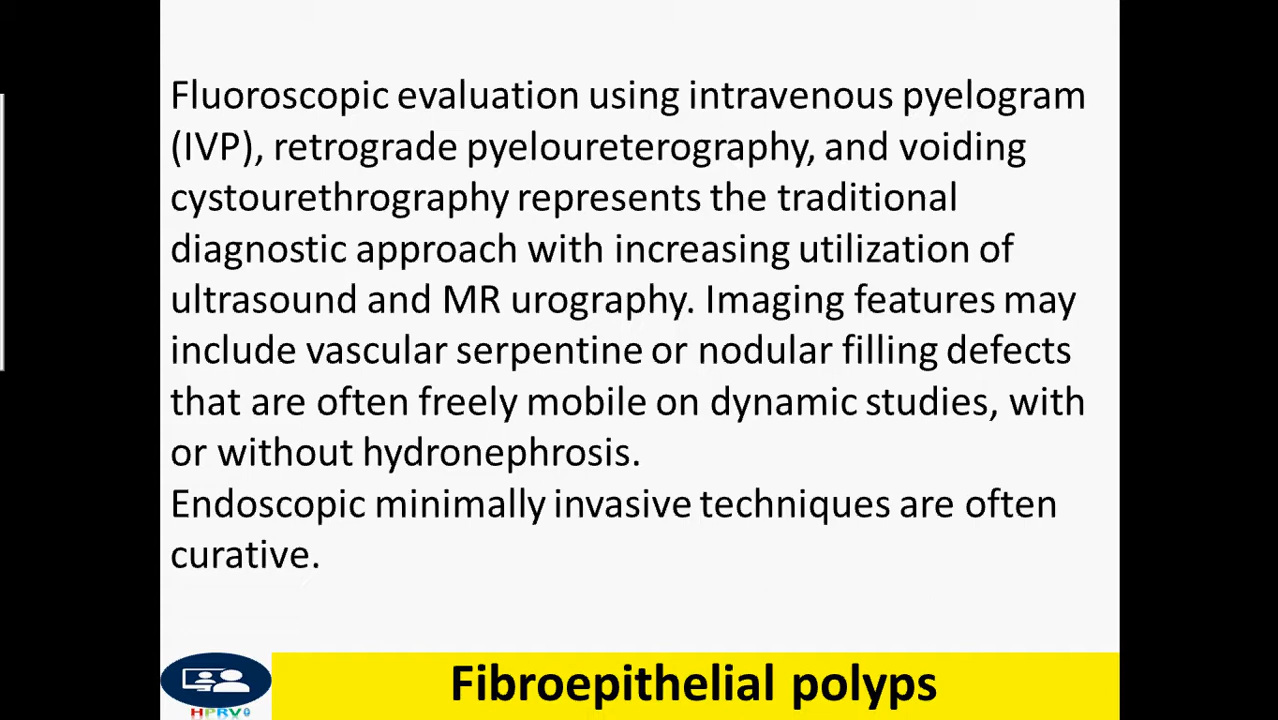 Fluoroscopic evaluation using intravenous pyelogram
(IVP), retrograde pyeloureterography, and voiding
cystourethrography represents the traditional
diagnostic approach with increasing utilization of
ultrasound and MR urography. Imaging features may
include vascular serpentine or nodular filling defects
that are often freely mobile on dynamic studies, with
or without hydronephrosis.
Endoscopic minimally invasive techniques are often
curative.
Fibroepithelial polyps
HPRV